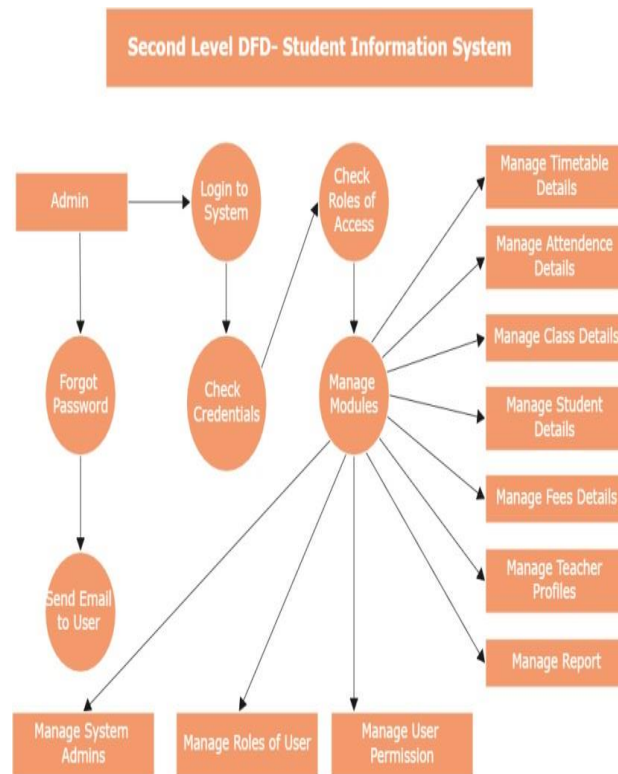 Second Level DFD- Student Information System
Admin
Login to
System
Check
Roles of
Access
Manage Timetable
Details
Manage Attendence
Details
Forgot
Password
Check
Credentials
Manage
Modules
Manage Class Details
Manage Student
Details
Manage Fees Details
Send Email
to User
Manage Teacher
Profiles
Manage Report
Manage System
Admins
Manage Roles of User
Manage User
Permission